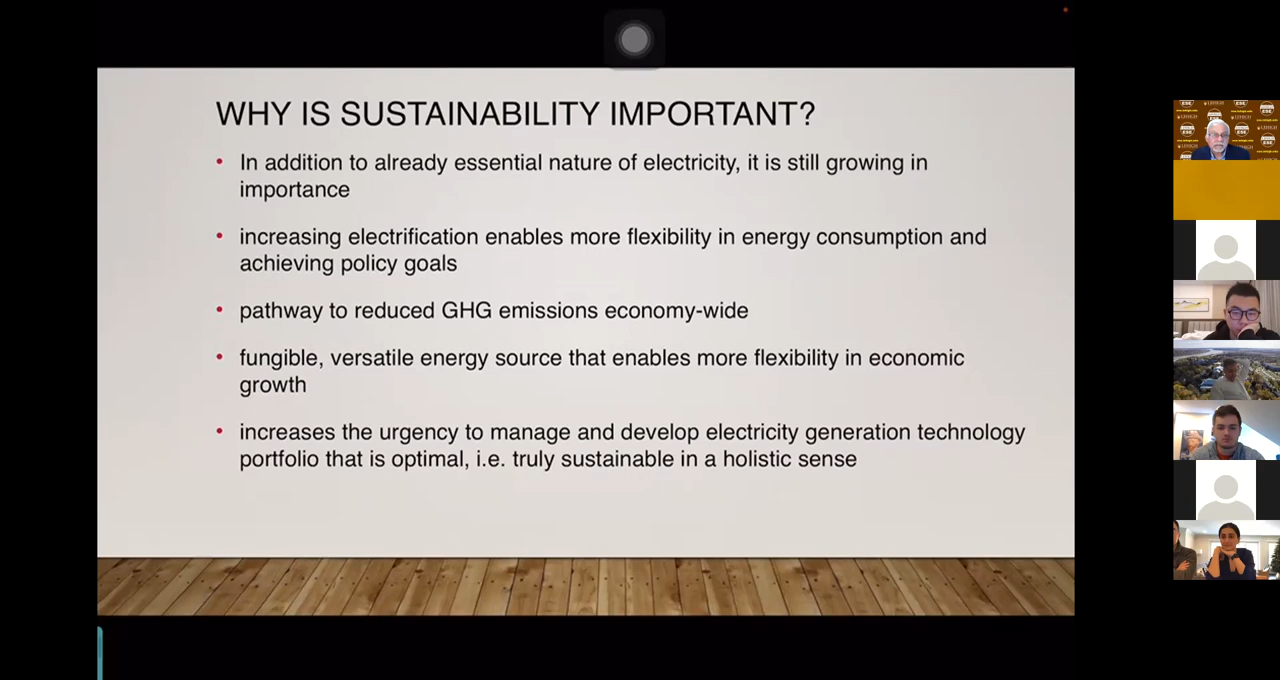 WHY IS SUSTAINABILITY IMPORTANT?
• In addition to already essential nature of electricity, it is still growing in
importance
• increasing electrification enables more flexibility in energy consumption and
achieving policy goals
• pathway to reduced GHG emissions economy-wide
• fungible, versatile energy source that enables more flexibility in economic
growth
• increases the urgency to manage and develop electricity generation technology
portfolio that is optimal, i.e. truly sustainable in a holistic sense
ESE
LEHIGH